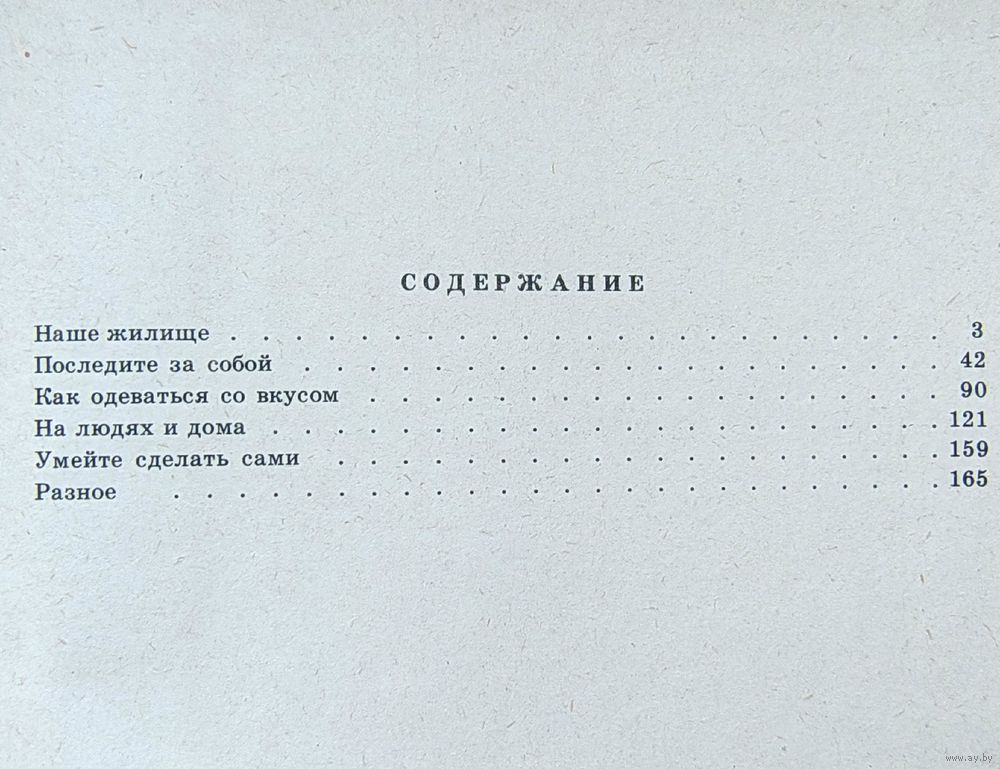 СОДЕРЖАНИЕ
Наше жилище . . . . . . . . . . . . . . . . . . . . . . . 3
Последите за собой . . . . . . . . . . . . . . . . . . . . 42
Как одеваться со вкусом . . . . . . . . . . . . . . . . . . 90
На людях и дома . . . . . . . . . . . . . . . . . . . . . 121
Умейте сделать сами . . . . . . . . . . . . . . . . . . . 159
Разное . . . . . . . . . . . . . . . . . . . . . . . . 165
www.ay.by